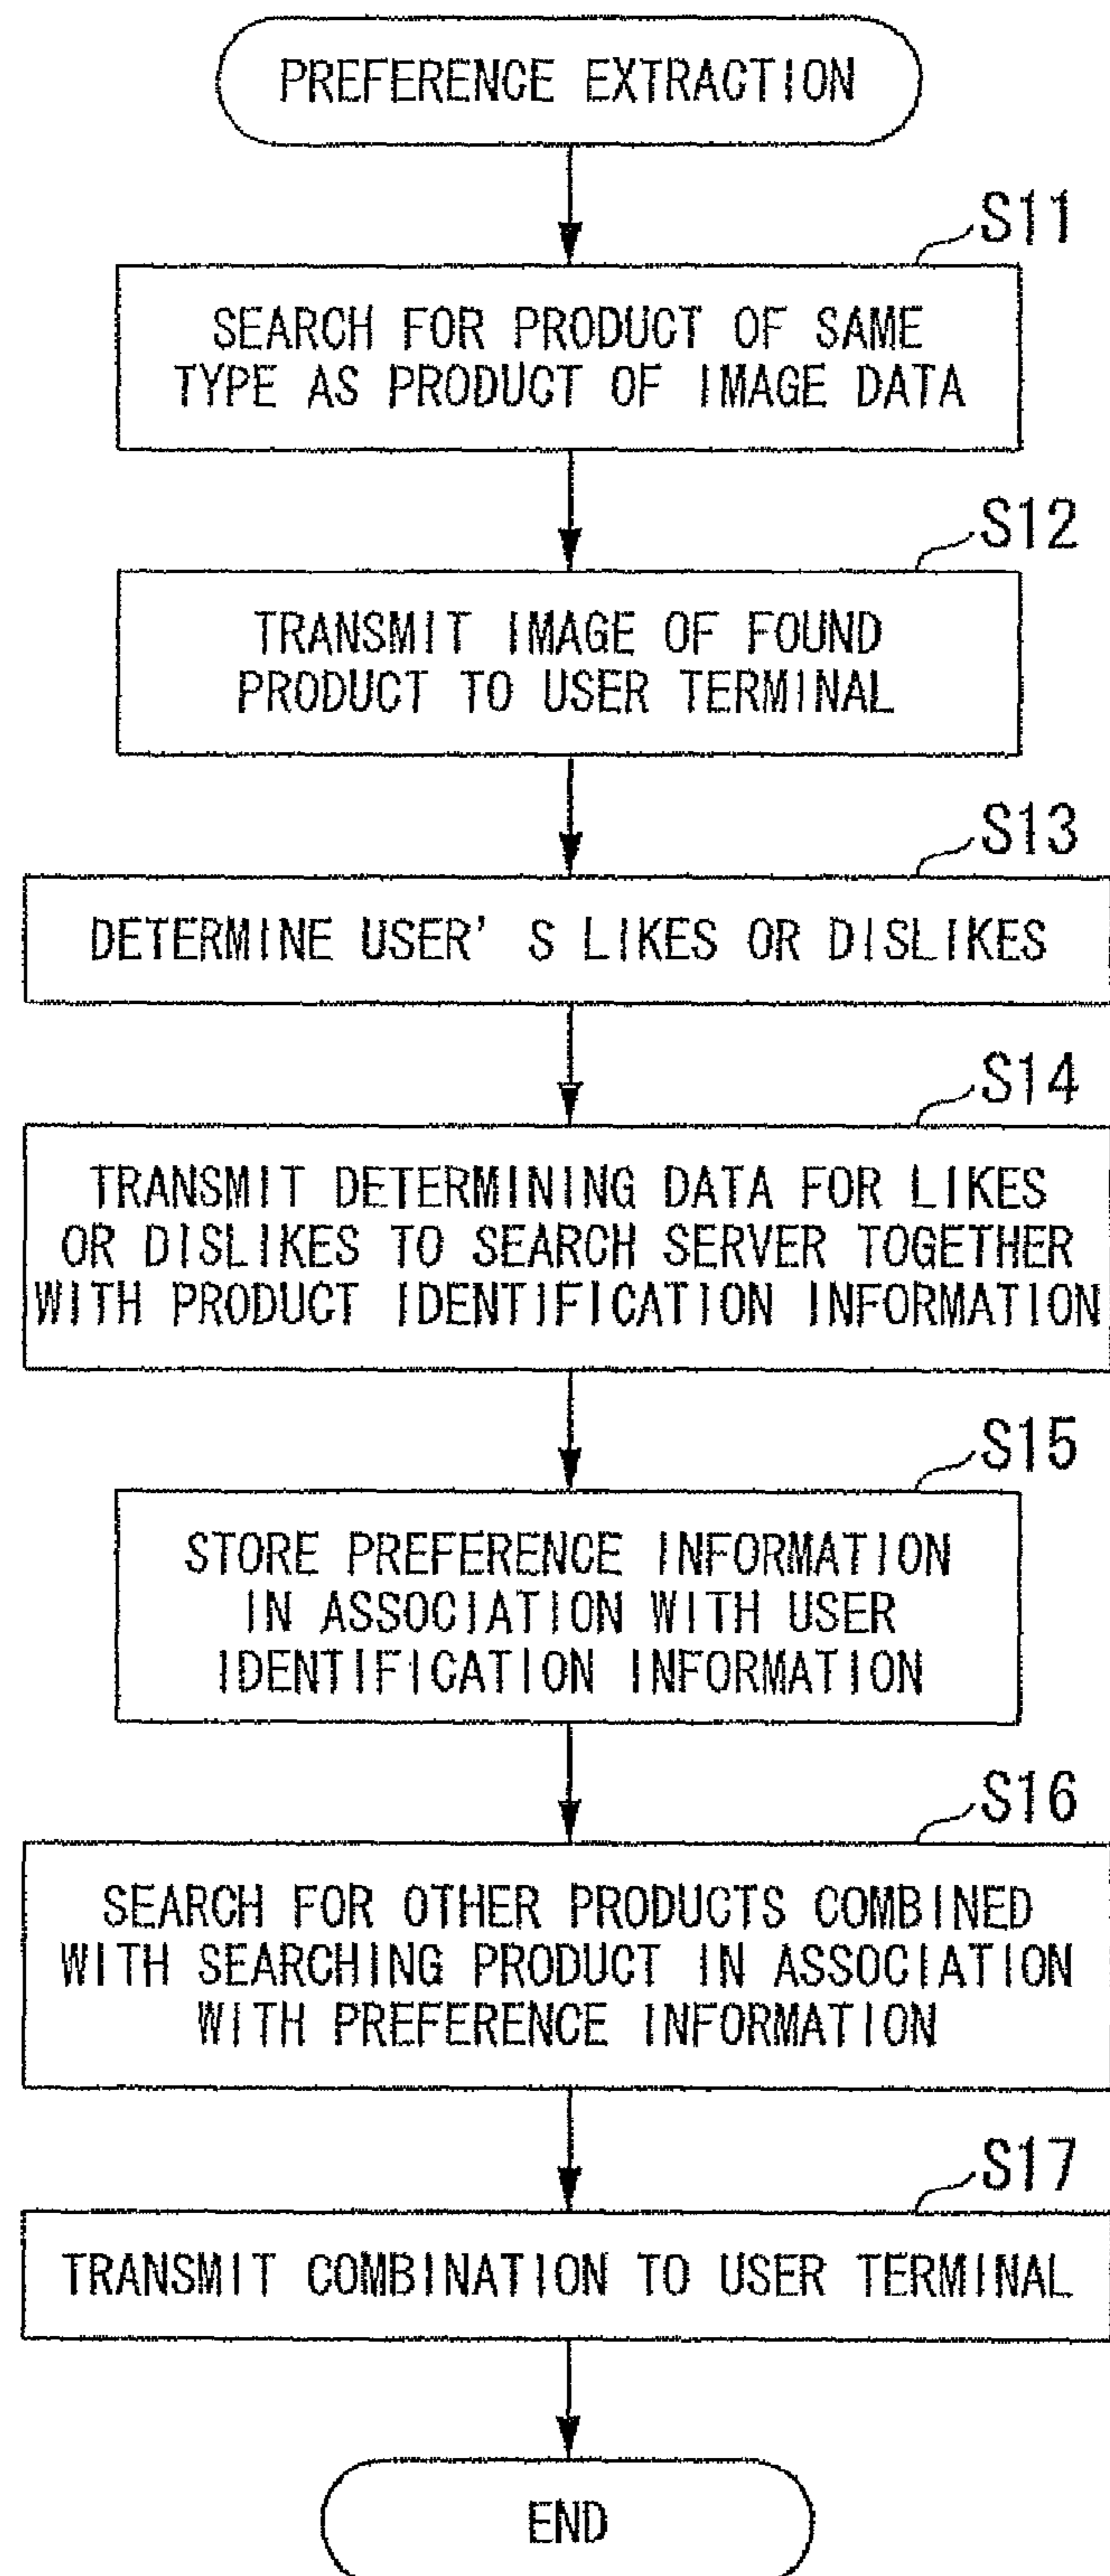 PREFERENCE EXTRACTION
S11
SEARCH FOR PRODUCT OF SAME
TYPE AS PRODUCT OF IMAGE DATA
S12
TRANSMIT IMAGE OF FOUND
PRODUCT TO USER TERMINAL
S13
DETERMINE USER' S LIKES OR DISLIKES
S14
TRANSMIT DETERMINING DATA FOR LIKES
OR DISLIKES TO SEARCH SERVER TOGETHER
WITH PRODUCT IDENTIFICATION INFORMATION
S15
STORE PREFERENCE INFORMATION
IN ASSOCIATION WITH USER
IDENTIFICATION INFORMATION
S16
SEARCH FOR OTHER PRODUCTS COMBINED
WITH SEARCHING PRODUCT IN ASSOCIATION
WITH PREFERENCE INFORMATION
S17
TRANSMIT COMBINATION TO USER TERMINAL
END